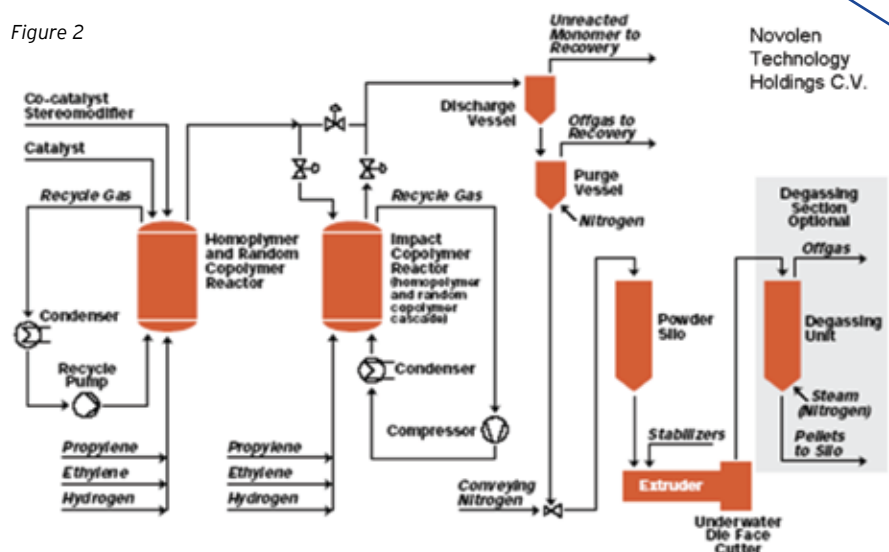 Figure 2
Novolen
Technology
Holdings C.V.
Unreacted
Monomer to
Recovery
Co-catalyst
Stereomodifier
Catalyst
Recycle Gas
Homoplymer
and Random
Copolymer
Reactor
Condenser
Recycle
Pump
Propylene
Ethylene
Hydrogen
Recycle Gas
Impact
Copolymer
Reactor
(homopolymer
and random
copolymer
cascade)
Condenser
Compressor
Propylene
Ethylene
Hydrogen
Discharge
Vessel
Offgas to
Recovery
Purge
Vessel
Nitrogen
Conveying
Nitrogen
Powder
Silo
Stabilizers
Extruder
Underwater
Die Face
Cutter
Degassing
Section
Optional
Offgas
Degassing
Unit
Steam
(Nitrogen)
Pellets
to Silo